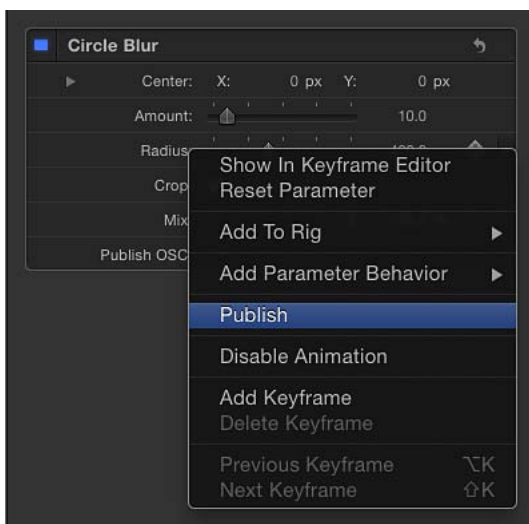 Circle Blur
Center: X: 0 px Y: 0 px
Amount: 10.0
Radius
Crop
Mix
Publish OSC
Show In Keyframe Editor
Reset Parameter
Add To Rig
Add Parameter Behavior
Publish
Disable Animation
Add Keyframe
Delete Keyframe
Previous Keyframe ⌥K
Next Keyframe ⇧K